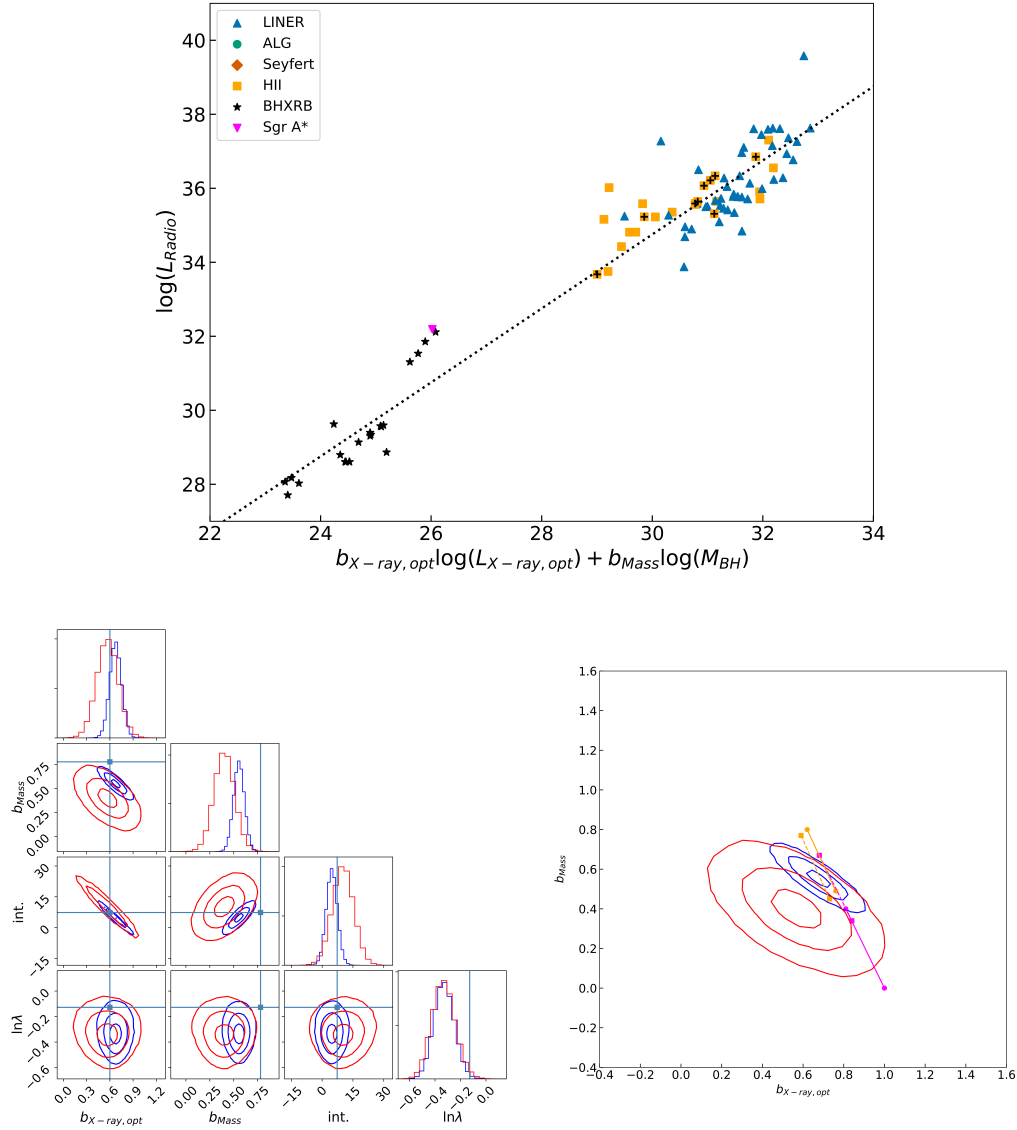 LINER
ALG
Seyfert
HII
BHXRB
Sgr A*
40
38
36
34
32
30
28
log(L_Radio)
22 24 26 28 30 32 34
b_X−ray,opt log(L_X−ray,opt) + b_Mass log(M_BH)
b_Mass
0.75
0.50
0.25
0.00
int.
30
15
0
−15
lnλ
0.0
−0.2
−0.4
−0.6
0.0 0.3 0.6 0.9 1.2
b_X−ray,opt
0.00 0.25 0.50 0.75
b_Mass
−15 0 15 30
int.
−0.6 −0.4 −0.2 0.0
lnλ
1.6
1.4
1.2
1.0
0.8
0.6
0.4
0.2
0.0
−0.2
−0.4
b_Mass
−0.4 −0.2 0.0 0.2 0.4 0.6 0.8 1.0 1.2 1.4 1.6
b_X−ray,opt